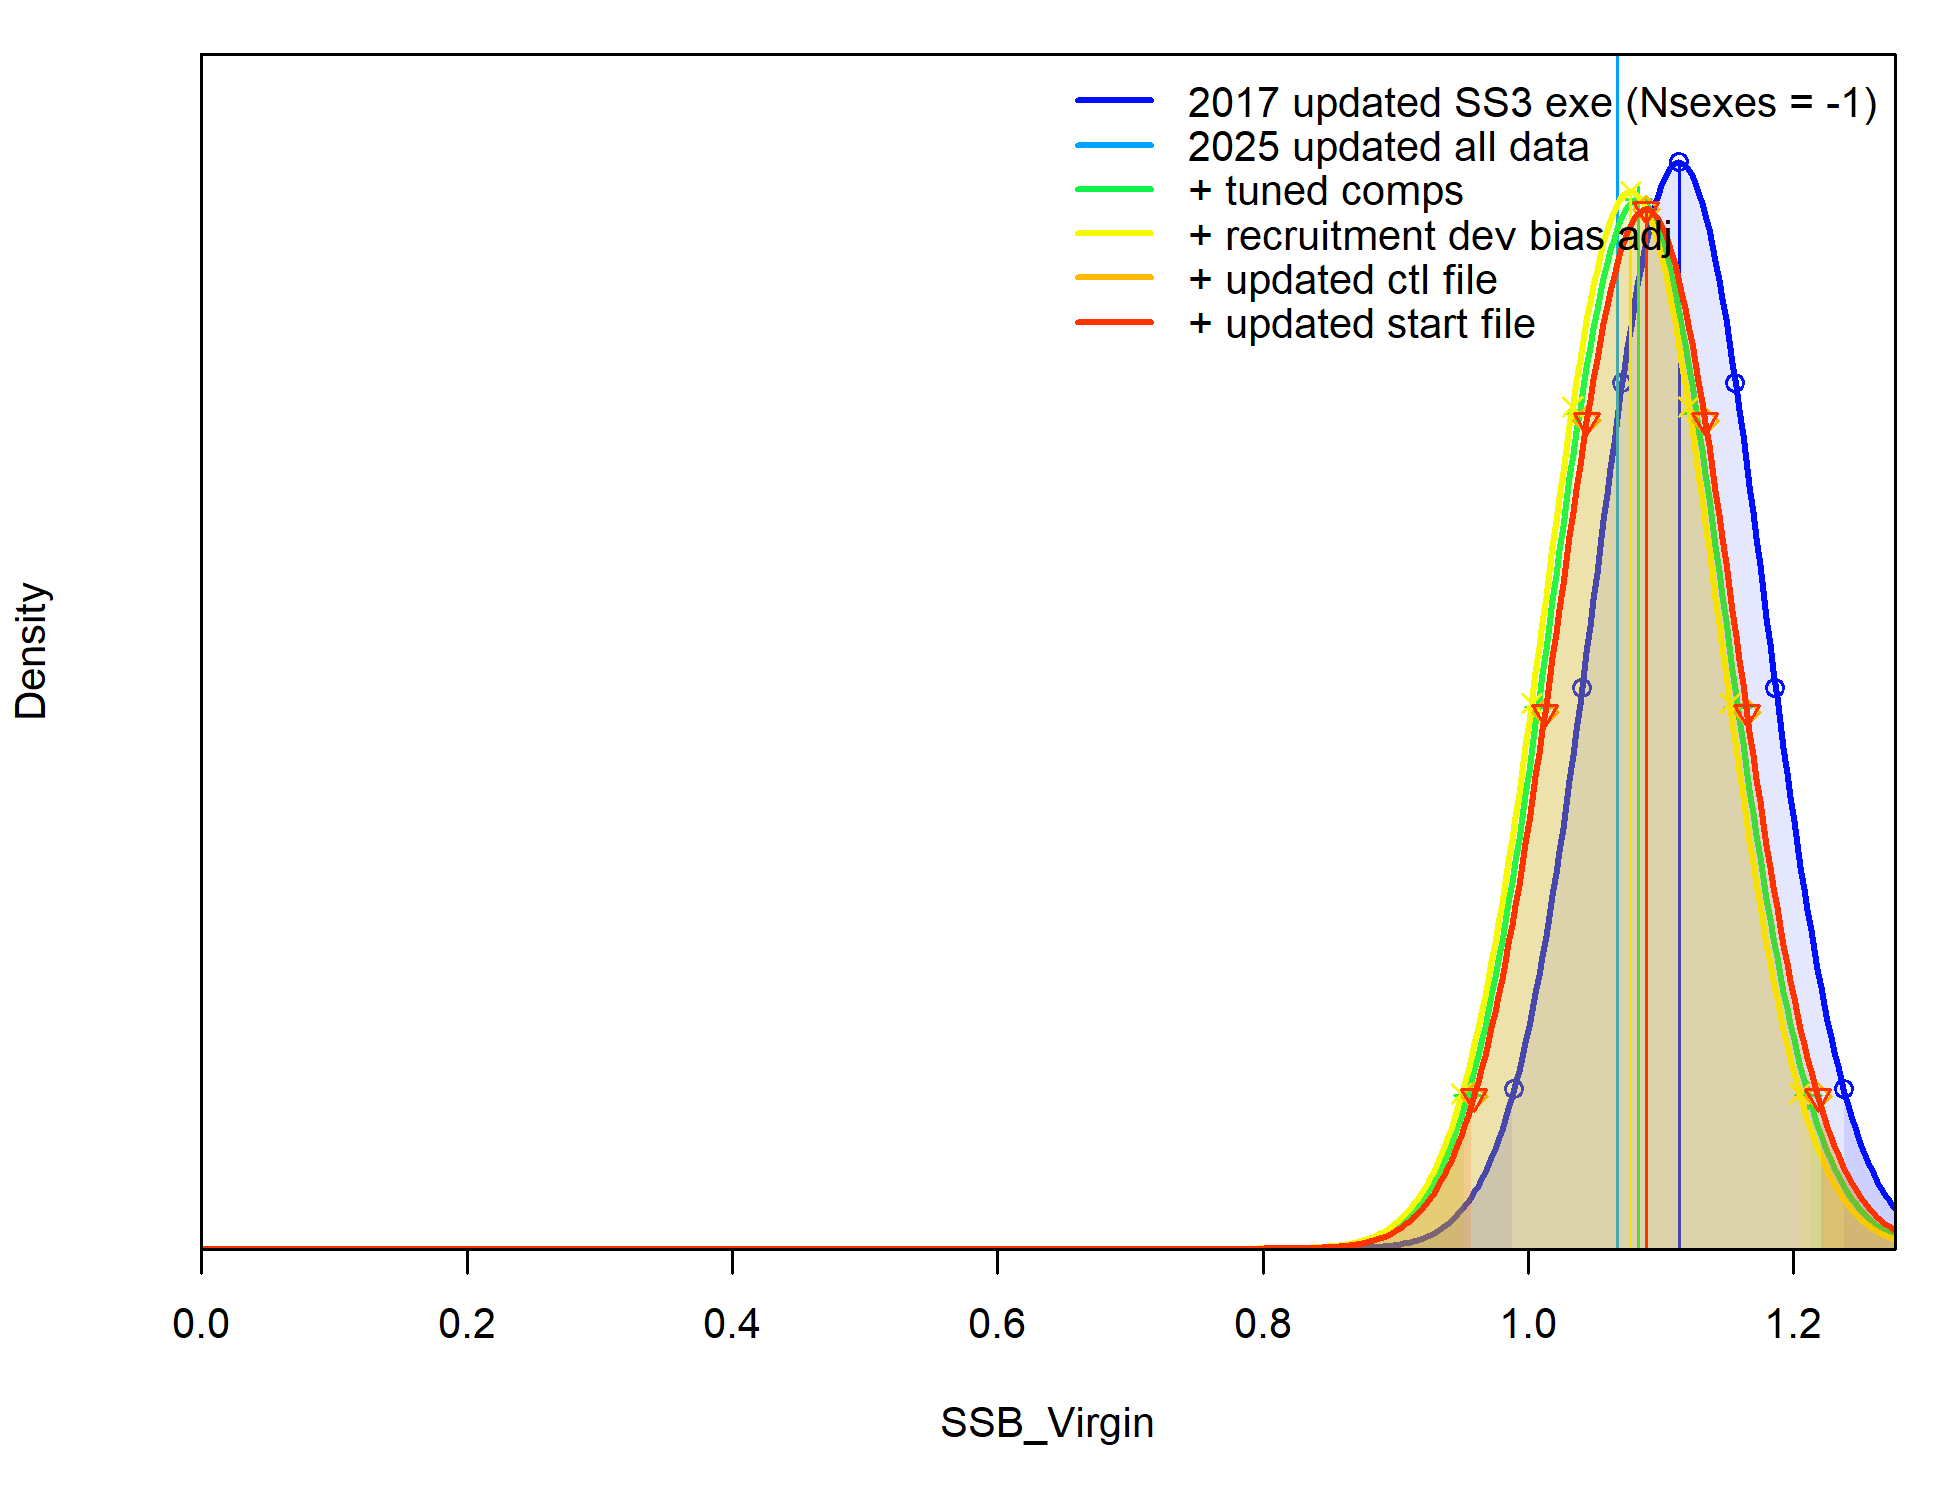 2017 updated SS3 exe (Nsexes = -1)
2025 updated all data
+ tuned comps
+ recruitment dev bias adj
+ updated ctl file
+ updated start file
Density
0.0 0.2 0.4 0.6 0.8 1.0 1.2
SSB_Virgin